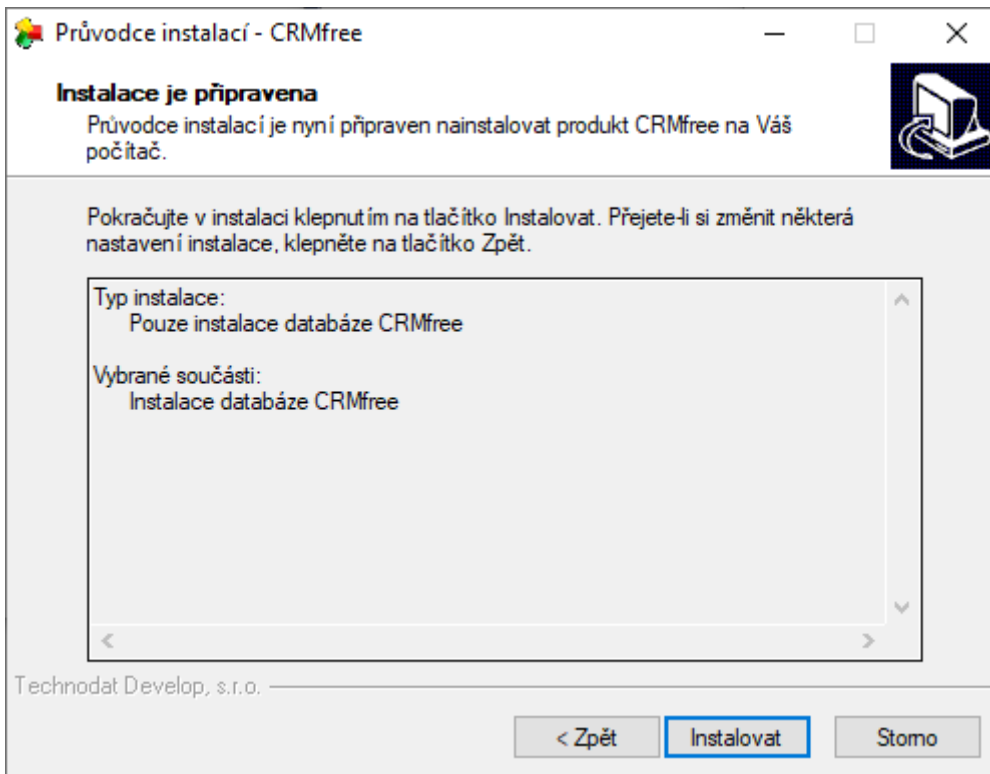 Průvodce instalací - CRMfree
Instalace je připravena
Průvodce instalací je nyní připraven nainstalovat produkt CRMfree na Váš
počítač.
Pokračujte v instalaci klepnutím na tlačítko Instalovat. Přejete-li si změnit některá
nastavení instalace, klepněte na tlačítko Zpět.
Typ instalace:
Pouze instalace databáze CRMfree
Vybrané součásti:
Instalace databáze CRMfree
Technodat Develop, s.r.o.
< Zpět
Instalovat
Storno